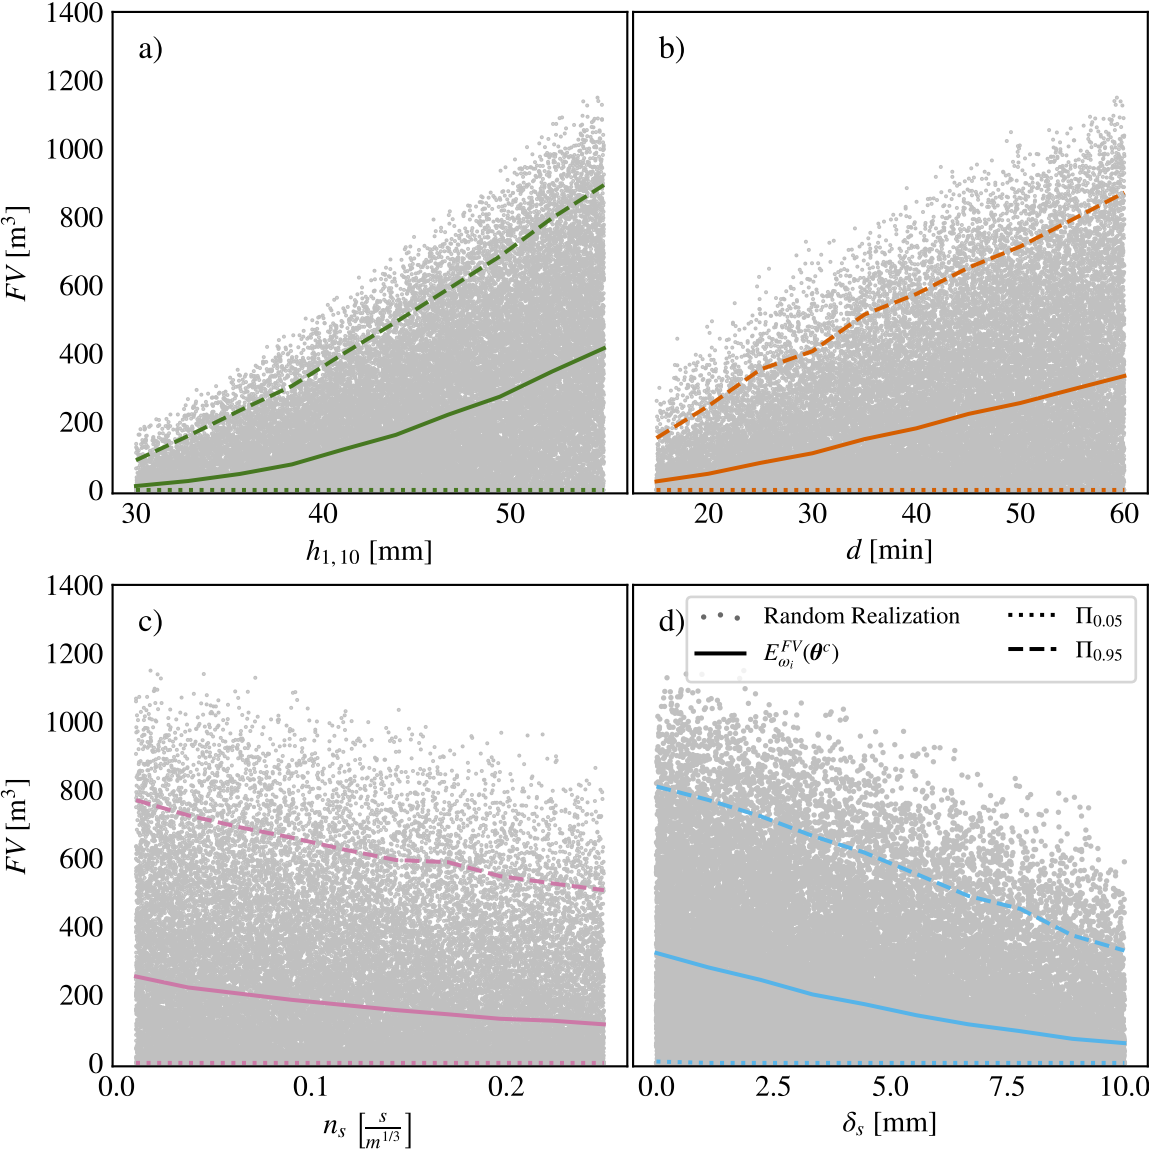 1400
1200
1000
800
600
400
200
0
FV [m³]
a)
30 40 50
h₁,₁₀ [mm]
b)
20 30 40 50 60
d [min]
1400
1200
1000
800
600
400
200
0
FV [m³]
c)
0.0 0.1 0.2
nₛ [s/m^{1/3}]
d)
Random Realization
E^{FV}_{ω_i}(θ^c)
Π₀.₀₅
Π₀.₉₅
0.0 2.5 5.0 7.5 10.0
δₛ [mm]